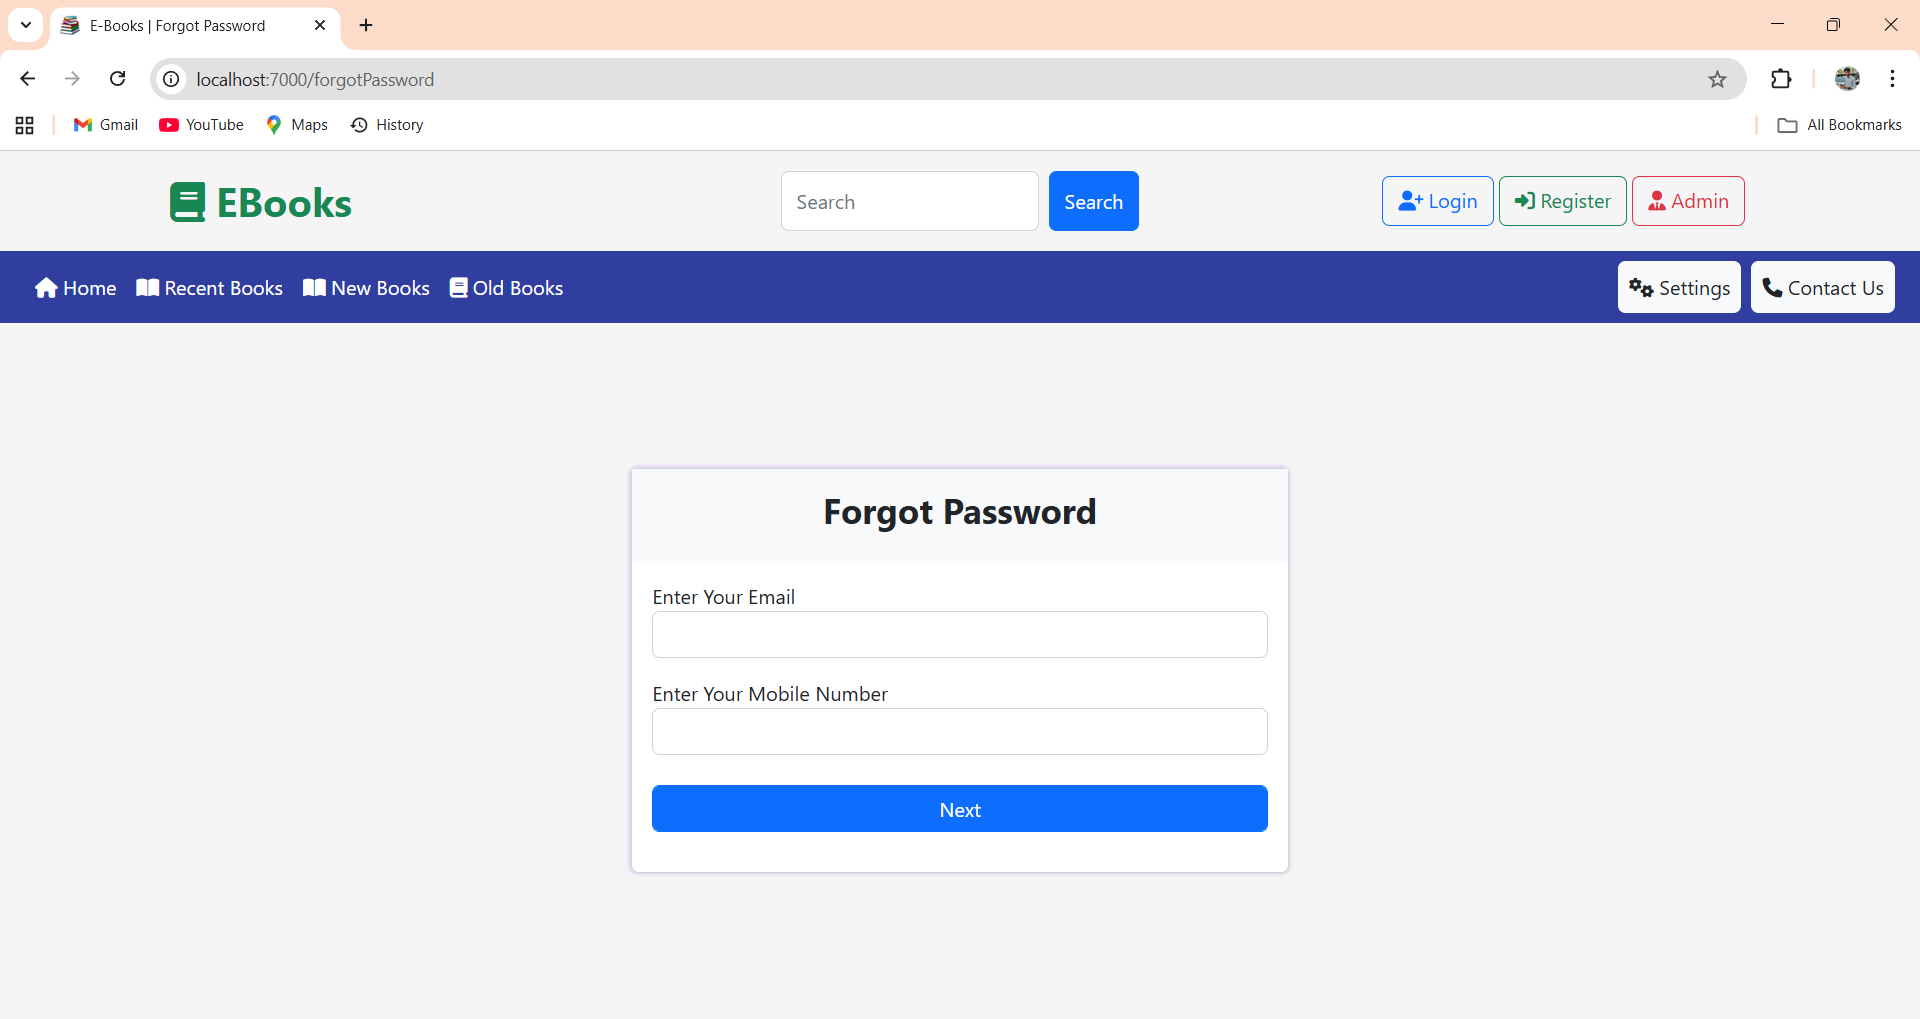 E-Books | Forgot Password
localhost:7000/forgotPassword
Gmail YouTube Maps History All Bookmarks
EBooks Search Search Login Register Admin
Home Recent Books New Books Old Books Settings Contact Us
Forgot Password
Enter Your Email
Enter Your Mobile Number
Next